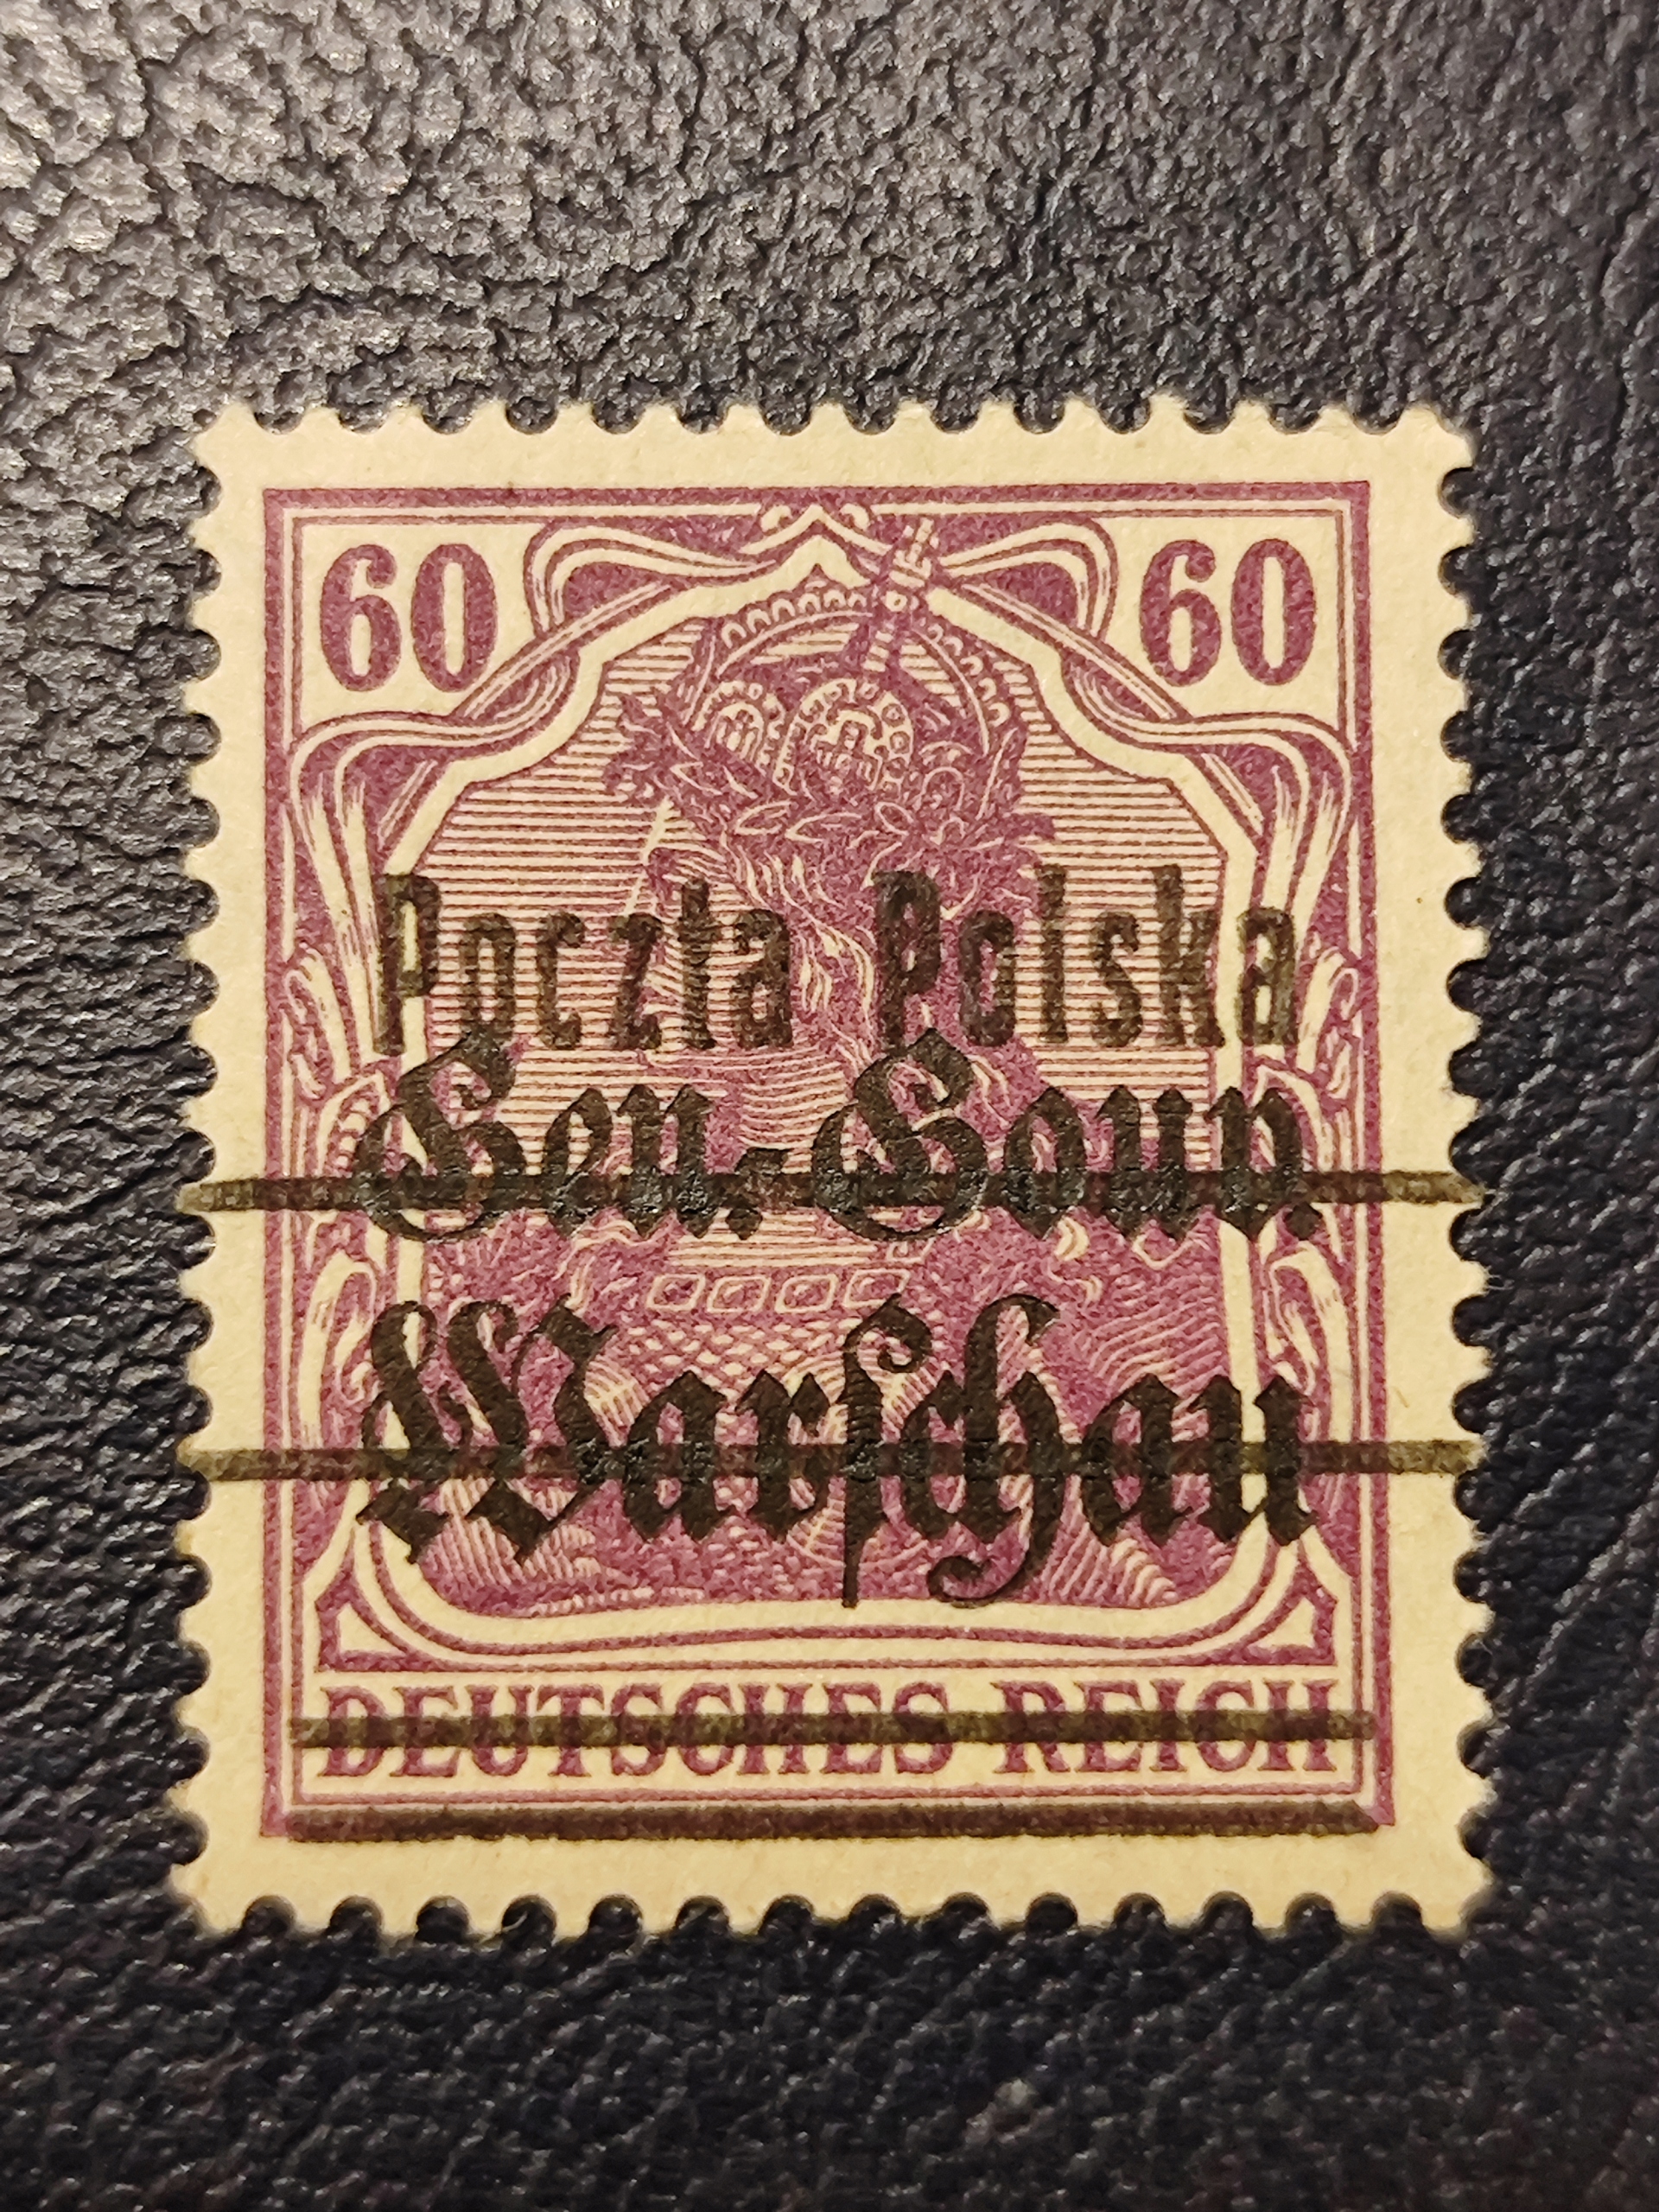 60 60
Poczta Polska
Gen.-Gouv.
Warschau
DEUTSCHES REICH